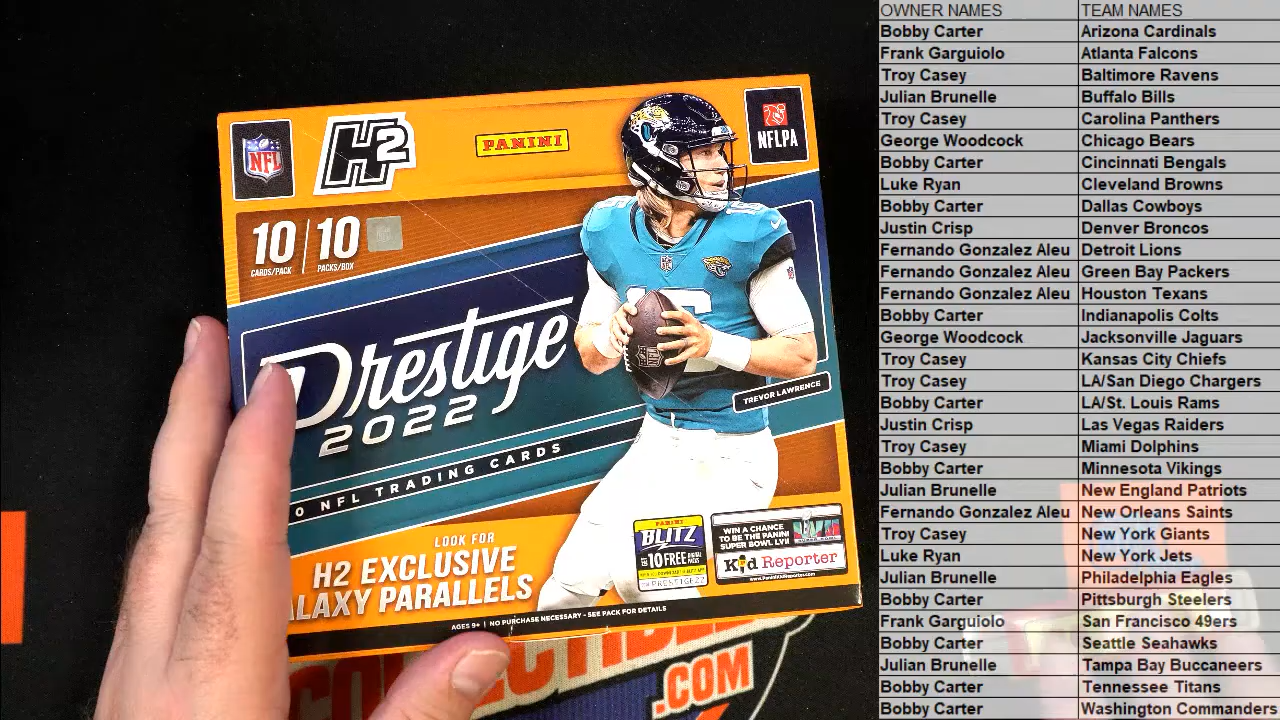 NFL
H2
PANINI
NFLPA
10 | 10
CARDS/PACK PACKS/BOX
Prestige
2022
NFL TRADING CARDS
TREVOR LAWRENCE
LOOK FOR
H2 EXCLUSIVE
ALAXY PARALLELS
PANINI
BLITZ
10 FREE
WIN A CHANCE
TO BE THE PANINI
SUPER BOWL LVII
Kid Reporter
www.PaniniKidReporter.com
AGES 9+ | NO PURCHASE NECESSARY - SEE PACK FOR DETAILS
.COM
OWNER NAMES TEAM NAMES
Bobby Carter Arizona Cardinals
Frank Garguiolo Atlanta Falcons
Troy Casey Baltimore Ravens
Julian Brunelle Buffalo Bills
Troy Casey Carolina Panthers
George Woodcock Chicago Bears
Bobby Carter Cincinnati Bengals
Luke Ryan Cleveland Browns
Bobby Carter Dallas Cowboys
Justin Crisp Denver Broncos
Fernando Gonzalez Aleu Detroit Lions
Fernando Gonzalez Aleu Green Bay Packers
Fernando Gonzalez Aleu Houston Texans
Bobby Carter Indianapolis Colts
George Woodcock Jacksonville Jaguars
Troy Casey Kansas City Chiefs
Troy Casey LA/San Diego Chargers
Bobby Carter LA/St. Louis Rams
Justin Crisp Las Vegas Raiders
Troy Casey Miami Dolphins
Bobby Carter Minnesota Vikings
Julian Brunelle New England Patriots
Fernando Gonzalez Aleu New Orleans Saints
Troy Casey New York Giants
Luke Ryan New York Jets
Julian Brunelle Philadelphia Eagles
Bobby Carter Pittsburgh Steelers
Frank Garguiolo San Francisco 49ers
Bobby Carter Seattle Seahawks
Julian Brunelle Tampa Bay Buccaneers
Bobby Carter Tennessee Titans
Bobby Carter Washington Commanders